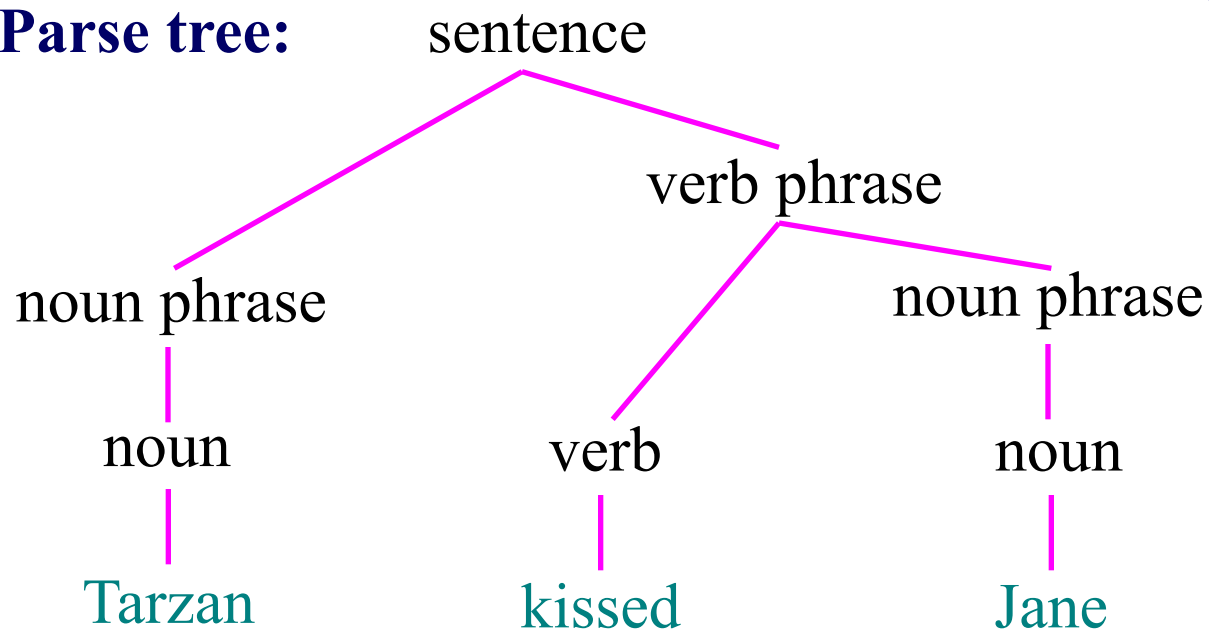 Parse tree: sentence
verb phrase
noun phrase noun phrase
noun verb noun
Tarzan kissed Jane